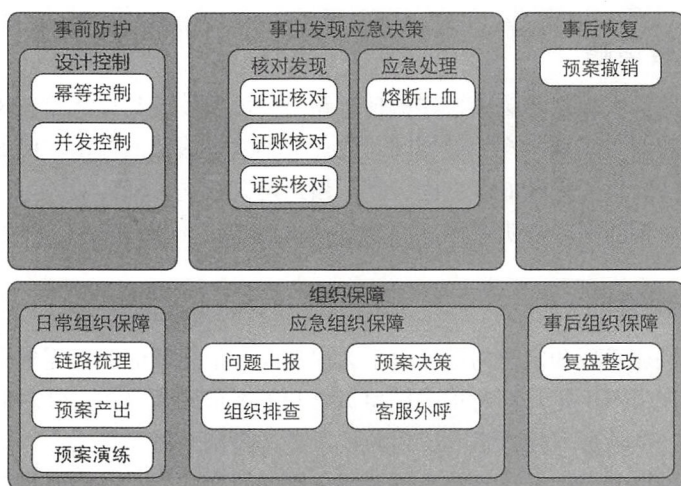 事前防护
设计控制
幂等控制
并发控制
事中发现应急决策
核对发现
证证核对
证账核对
证实核对
应急处理
熔断止血
事后恢复
预案撤销
组织保障
日常组织保障
链路梳理
预案产出
预案演练
应急组织保障
问题上报
预案决策
组织排查
客服外呼
事后组织保障
复盘整改